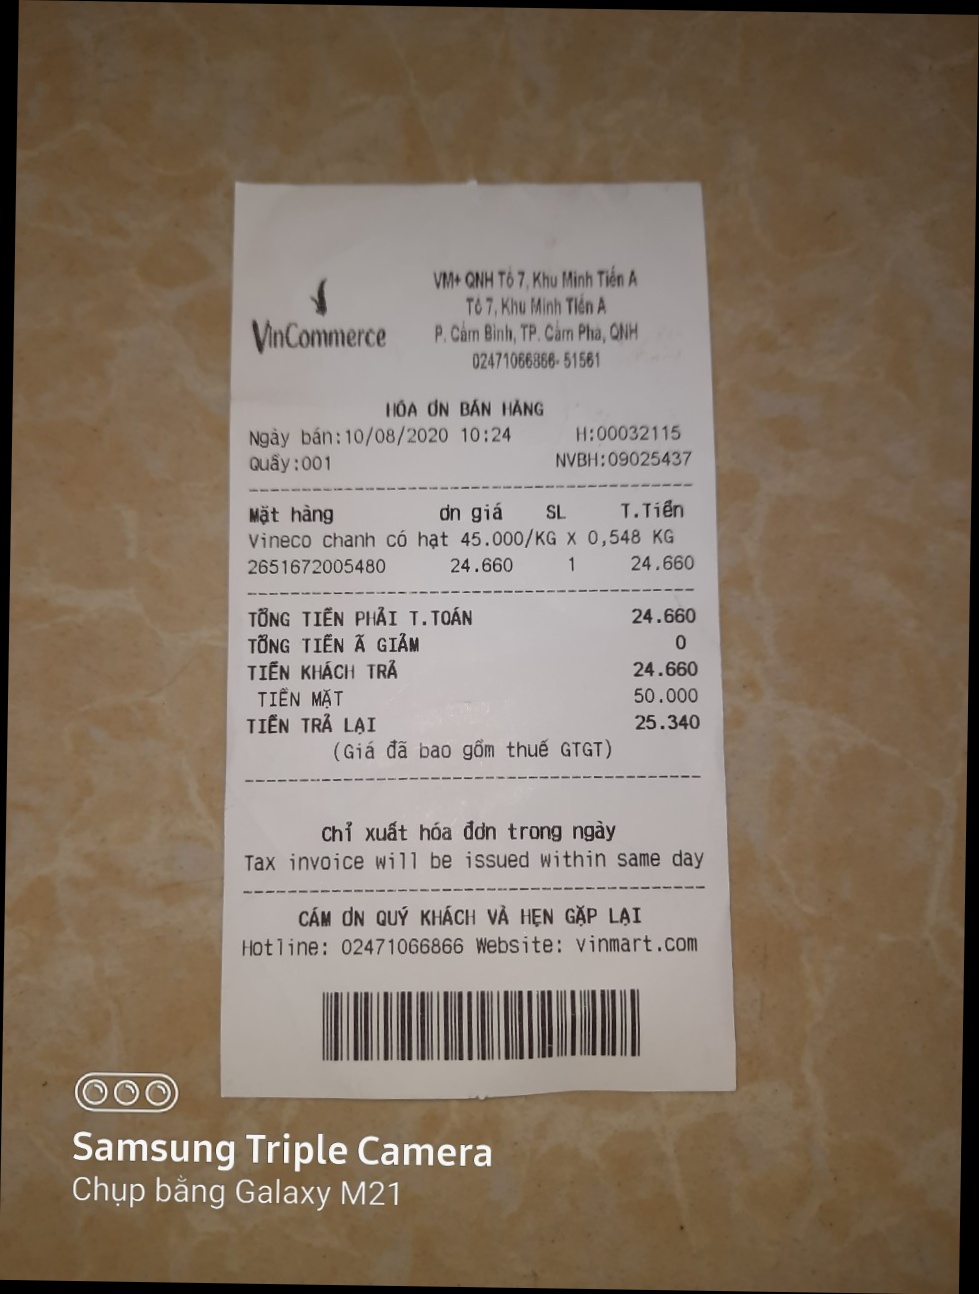 VM+ QNH Tổ 7, Khu Minh Tiến A
Tổ 7, Khu Minh Tiến A
VinCommerce
P. Cẩm Bình, TP. Cẩm Phả, QNH
02471066866- 51561
HÓA ƠN BÁN HÀNG
Ngày bán:10/08/2020 10:24 H:00032115
Quầy:001 NVBH:09025437
Mặt hàng ơn giá SL T.Tiền
Vineco chanh có hạt 45.000/KG X 0,548 KG
2651672005480 24.660 1 24.660
TỔNG TIỀN PHẢI T.TOÁN 24.660
TỔNG TIỀN Ã GIẢM 0
TIỀN KHÁCH TRẢ 24.660
TIỀN MẶT 50.000
TIỀN TRẢ LẠI 25.340
(Giá đã bao gồm thuế GTGT)
Chỉ xuất hóa đơn trong ngày
Tax invoice will be issued within same day
CÁM ƠN QUÝ KHÁCH VÀ HẸN GẶP LẠI
Hotline: 02471066866 Website: vinmart.com
Samsung Triple Camera
Chụp bằng Galaxy M21